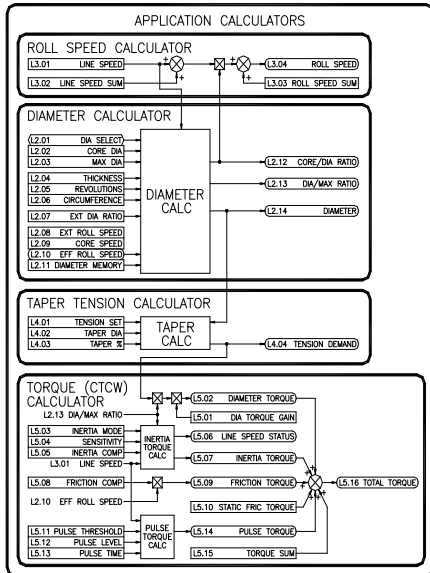 APPLICATION CALCULATORS
ROLL SPEED CALCULATOR
L3.01 LINE SPEED
L3.04 ROLL SPEED
L3.02 LINE SPEED SUM
L3.03 ROLL SPEED SUM
DIAMETER CALCULATOR
L2.01 DIA SELECT
L2.02 CORE DIA
L2.03 MAX DIA
L2.12 CORE/DIA RATIO
L2.04 THICKNESS
L2.05 REVOLUTIONS
L2.06 CIRCUMFERENCE
DIAMETER
CALC
L2.13 DIA/MAX RATIO
L2.07 EXT DIA RATIO
L2.14 DIAMETER
L2.08 EXT ROLL SPEED
L2.09 CORE SPEED
L2.10 EFF ROLL SPEED
L2.11 DIAMETER MEMORY
TAPER TENSION CALCULATOR
L4.01 TENSION SET
L4.02 TAPER DIA
L4.03 TAPER %
TAPER
CALC
L4.04 TENSION DEMAND
TORQUE (CTCW)
CALCULATOR
L2.13 DIA/MAX RATIO
L5.02 DIAMETER TORQUE
L5.01 DIA TORQUE GAIN
L5.03 INERTIA MODE
L5.04 SENSITIVITY
L5.05 INERTIA COMP
L3.01 LINE SPEED
INERTIA
TORQUE
CALC
L5.06 LINE SPEED STATUS
L5.07 INERTIA TORQUE
L5.08 FRICTION COMP
L5.09 FRICTION TORQUE
L5.16 TOTAL TORQUE
L2.10 EFF ROLL SPEED
L5.10 STATIC FRIC TORQUE
L5.11 PULSE THRESHOLD
L5.12 PULSE LEVEL
L5.13 PULSE TIME
PULSE
TORQUE
CALC
L5.14 PULSE TORQUE
L5.15 TORQUE SUM